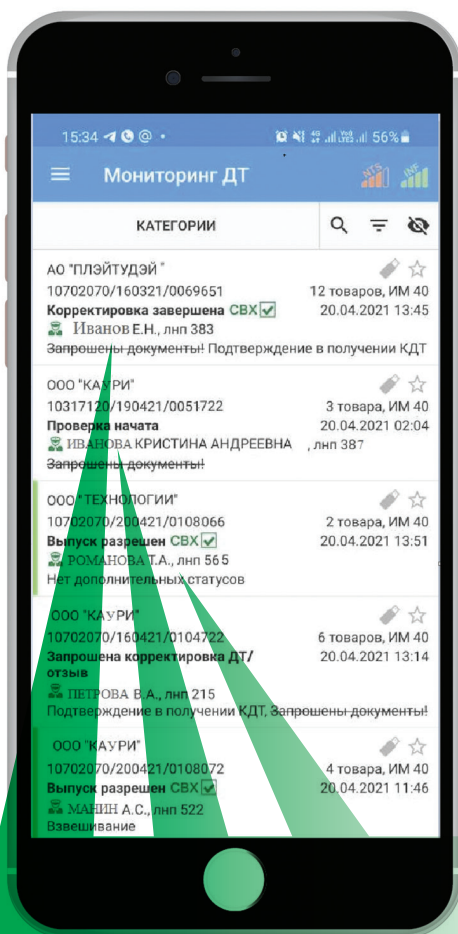 15:34 @ • 4G LTE Vo) LTE2 56%
Мониторинг ДТ NTS INF
КАТЕГОРИИ
АО "ПЛЭЙТУДЭЙ "
10702070/160321/0069651 12 товаров, ИМ 40
Корректировка завершена СВХ 20.04.2021 13:45
Иванов Е.Н., лнп 383
Запрошены документы! Подтверждение в получении КДТ
ООО "КАУРИ"
10317120/190421/0051722 3 товара, ИМ 40
Проверка начата 20.04.2021 02:04
ИВАНОВА КРИСТИНА АНДРЕЕВНА , лнп 387
Запрошены документы!
ООО "ТЕХНОЛОГИИ"
10702070/200421/0108066 2 товара, ИМ 40
Выпуск разрешен СВХ 20.04.2021 13:51
РОМАНОВА Т.А., лнп 565
Нет дополнительных статусов
ООО "КАУРИ"
10702070/160421/0104722 6 товаров, ИМ 40
Запрошена корректировка ДТ/ 20.04.2021 13:14
отзыв
ПЕТРОВА В.А., лнп 215
Подтверждение в получении КДТ, Запрошены документы!
ООО "КАУРИ"
10702070/200421/0108072 4 товара, ИМ 40
Выпуск разрешен СВХ 20.04.2021 11:46
МАНИН А.С., лнп 522
Взвешивание